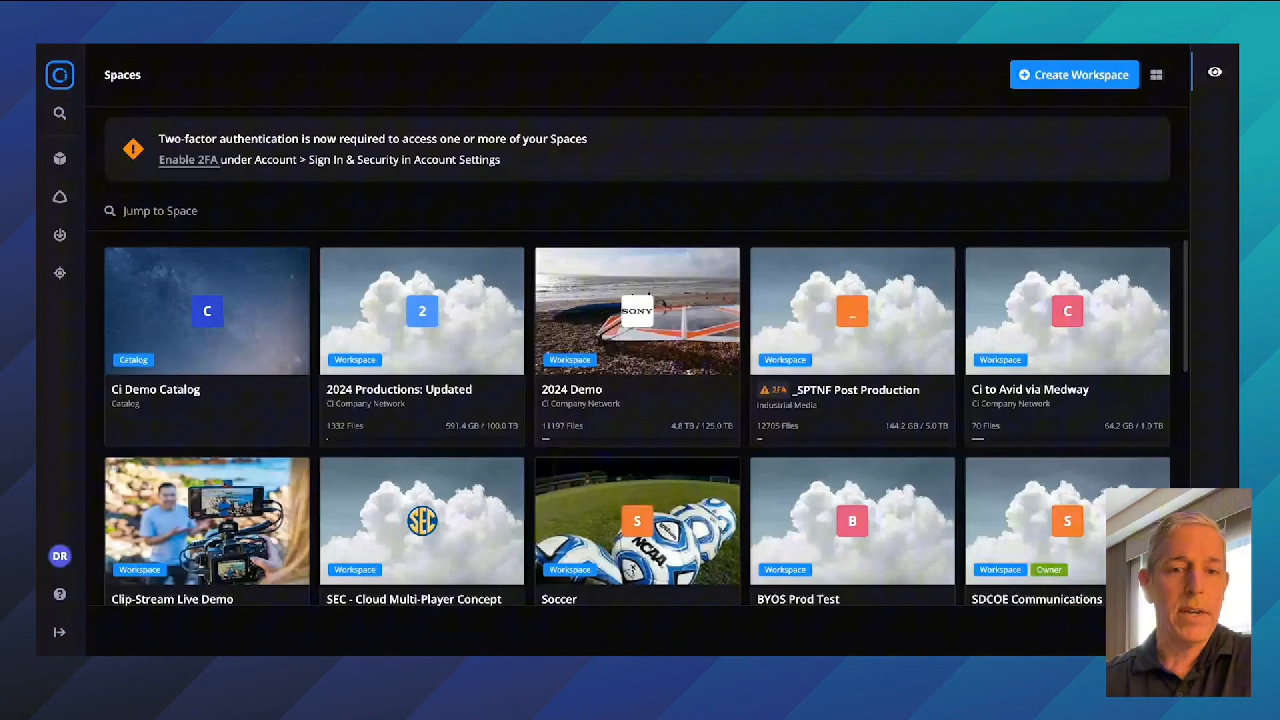 Ci
Spaces
Create Workspace
Two-factor authentication is now required to access one or more of your Spaces
Enable 2FA under Account > Sign In & Security in Account Settings
Jump to Space
C
Catalog
Ci Demo Catalog
Catalog
2
Workspace
2024 Productions: Updated
Ci Company Network
1332 Files 591.4 GB / 100.0 TB
SONY
Workspace
2024 Demo
Ci Company Network
11197 Files 4.8 TB / 125.0 TB
_
Workspace
2FA _SPTNF Post Production
Industrial Media
12705 Files 144.2 GB / 5.0 TB
C
Workspace
Ci to Avid via Medway
Ci Company Network
70 Files 64.2 GB / 1.0 TB
Workspace
Clip-Stream Live Demo
SEC
Workspace
SEC - Cloud Multi-Player Concept
S
NCAA
Workspace
Soccer
B
Workspace
BYOS Prod Test
S
Workspace Owner
SDCOE Communications
DR